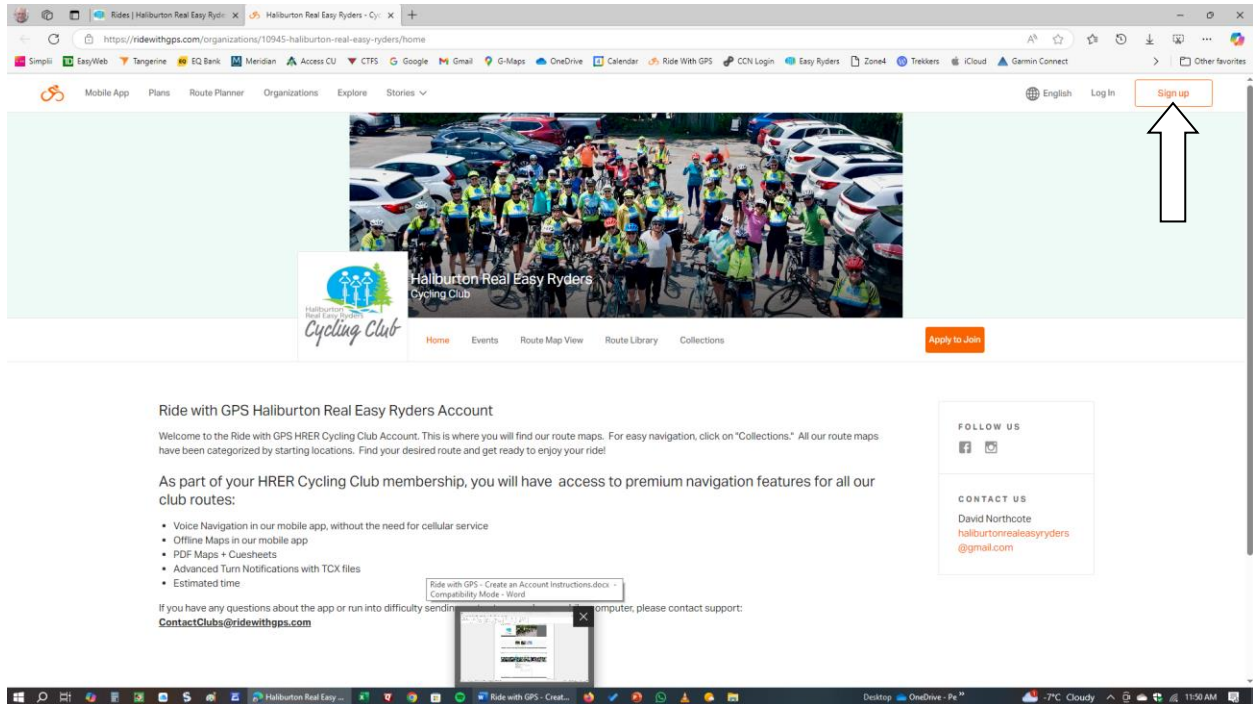 Rides | Haliburton Real Easy Ryde
Haliburton Real Easy Ryders - Cyc
https://ridewithgps.com/organizations/10945-haliburton-real-easy-ryders/home
Simplii EasyWeb Tangerine EQ Bank Meridian Access CU CTFS Google Gmail G-Maps OneDrive Calendar Ride With GPS CCN Login Easy Ryders Zone4 Trekkers iCloud Garmin Connect Other favorites
Mobile App Plans Route Planner Organizations Explore Stories English Log In Sign up
Haliburton Real Easy Ryders
Cycling Club
Haliburton
Real Easy Ryders
Cycling Club
Home Events Route Map View Route Library Collections Apply to Join
Ride with GPS Haliburton Real Easy Ryders Account
Welcome to the Ride with GPS HRER Cycling Club Account. This is where you will find our route maps. For easy navigation, click on "Collections." All our route maps
have been categorized by starting locations. Find your desired route and get ready to enjoy your ride!
As part of your HRER Cycling Club membership, you will have access to premium navigation features for all our
club routes:
• Voice Navigation in our mobile app, without the need for cellular service
• Offline Maps in our mobile app
• PDF Maps + Cuesheets
• Advanced Turn Notifications with TCX files
• Estimated time
If you have any questions about the app or run into difficulty sending computer, please contact support:
ContactClubs@ridewithgps.com
FOLLOW US
CONTACT US
David Northcote
haliburtonrealeasyryders
@gmail.com
Ride with GPS - Create an Account Instructions.docx -
Compatibility Mode - Word
Haliburton Real Easy ... Ride with GPS - Creat... Desktop OneDrive - Pe -7°C Cloudy 11:50 AM